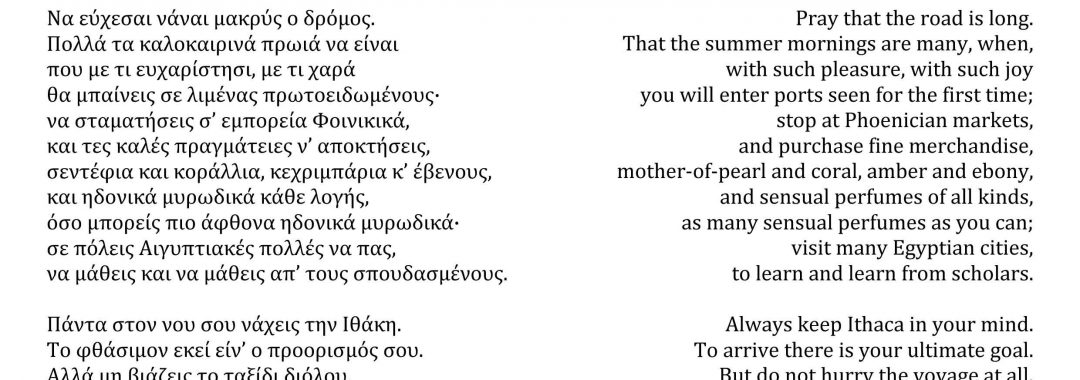 Να εύχεσαι νάναι μακρύς ο δρόμος.
Πολλά τα καλοκαιρινά πρωιά να είναι
που με τι ευχαρίστησι, με τι χαρά
θα μπαίνεις σε λιμένας πρωτοειδωμένους·
να σταματήσεις σ’ εμπορεία Φοινικικά,
και τες καλές πραγμάτειες ν’ αποκτήσεις,
σεντέφια και κοράλλια, κεχριμπάρια κ’ έβενους,
και ηδονικά μυρωδικά κάθε λογής,
όσο μπορείς πιο άφθονα ηδονικά μυρωδικά·
σε πόλεις Αιγυπτιακές πολλές να πας,
να μάθεις και να μάθεις απ’ τους σπουδασμένους.
Πάντα στον νου σου νάχεις την Ιθάκη.
Το φθάσιμον εκεί είν’ ο προορισμός σου.
Αλλά μη βιάζεις το ταξίδι διόλου.
Pray that the road is long.
That the summer mornings are many, when,
with such pleasure, with such joy
you will enter ports seen for the first time;
stop at Phoenician markets,
and purchase fine merchandise,
mother-of-pearl and coral, amber and ebony,
and sensual perfumes of all kinds,
as many sensual perfumes as you can;
visit many Egyptian cities,
to learn and learn from scholars.
Always keep Ithaca in your mind.
To arrive there is your ultimate goal.
But do not hurry the voyage at all.